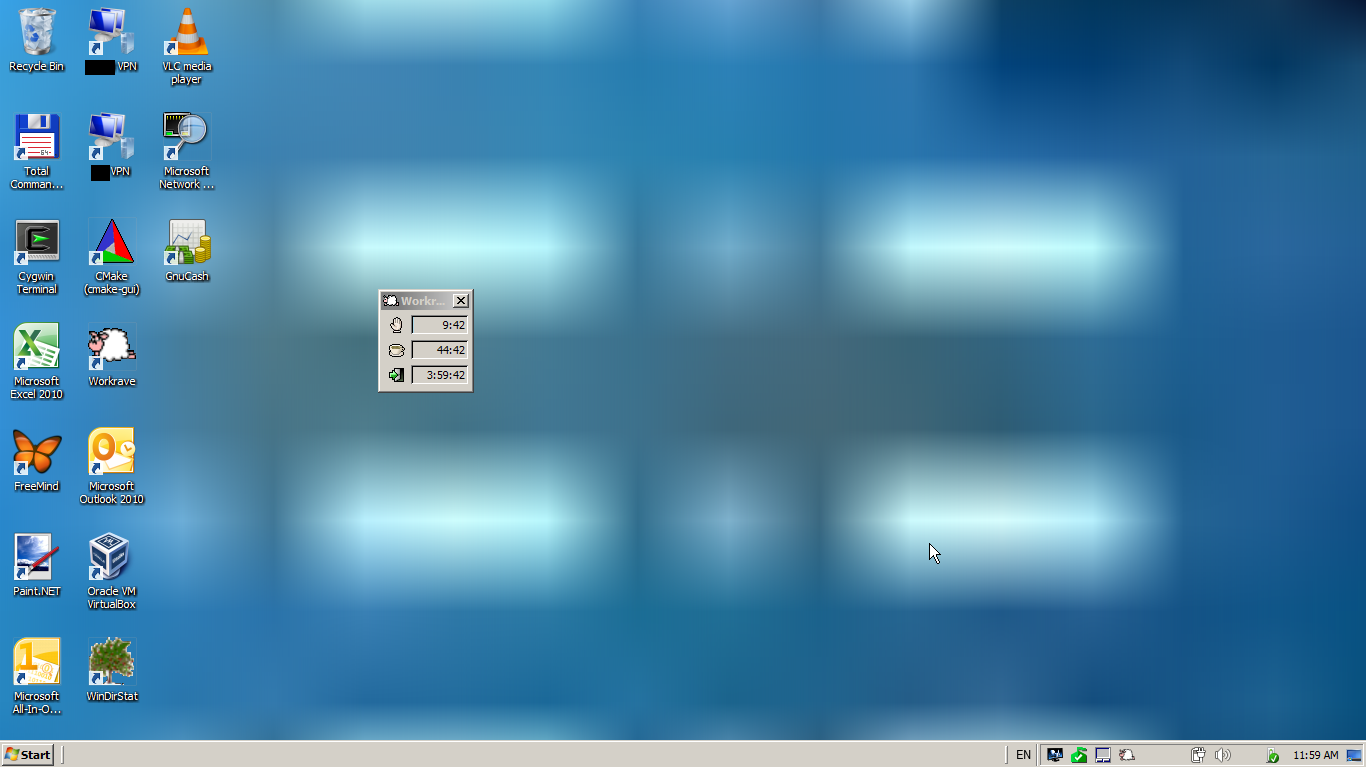 Recycle Bin
VPN
VLC media
player
Total
Comman...
VPN
Microsoft
Network ...
64-
Cygwin
Terminal
CMake
(cmake-gui)
GnuCash
Workr...
9:42
44:42
3:59:42
Microsoft
Excel 2010
Workrave
FreeMind
Microsoft
Outlook 2010
Paint.NET
Oracle VM
VirtualBox
Microsoft
All-In-O...
WinDirStat
Start
EN
11:59 AM